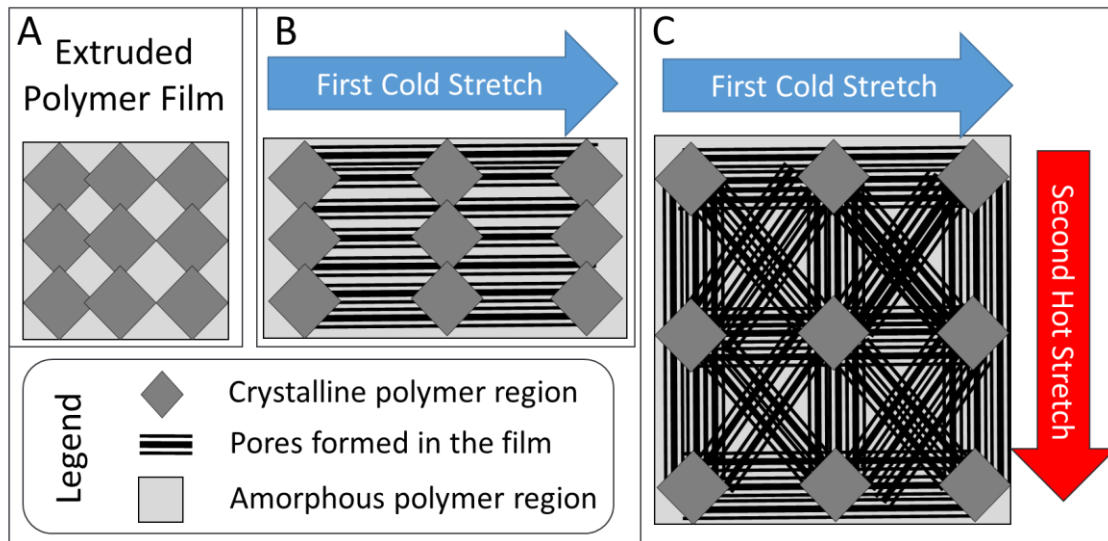 A
Extruded
Polymer Film
B
First Cold Stretch
C
First Cold Stretch
Second Hot Stretch
Legend
Crystalline polymer region
Pores formed in the film
Amorphous polymer region